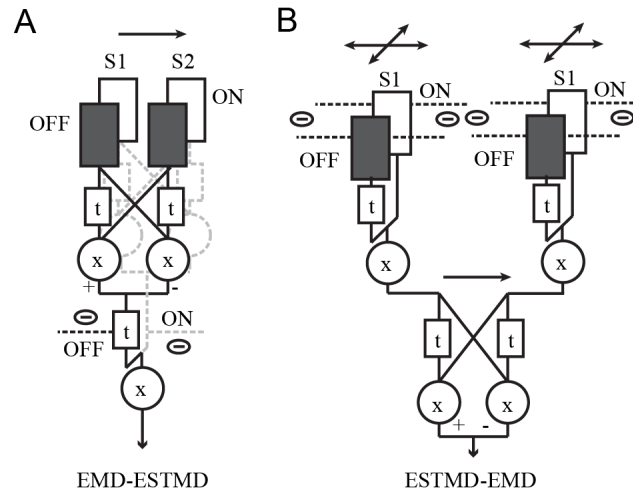 A
S1 S2
ON
OFF
t t
x x
+ -
⊖
t
ON
OFF
⊖
x
EMD-ESTMD
B
S1 S1
ON ON
⊖ ⊖ ⊖ ⊖
OFF OFF
t t
x x
t t
x x
+ -
ESTMD-EMD